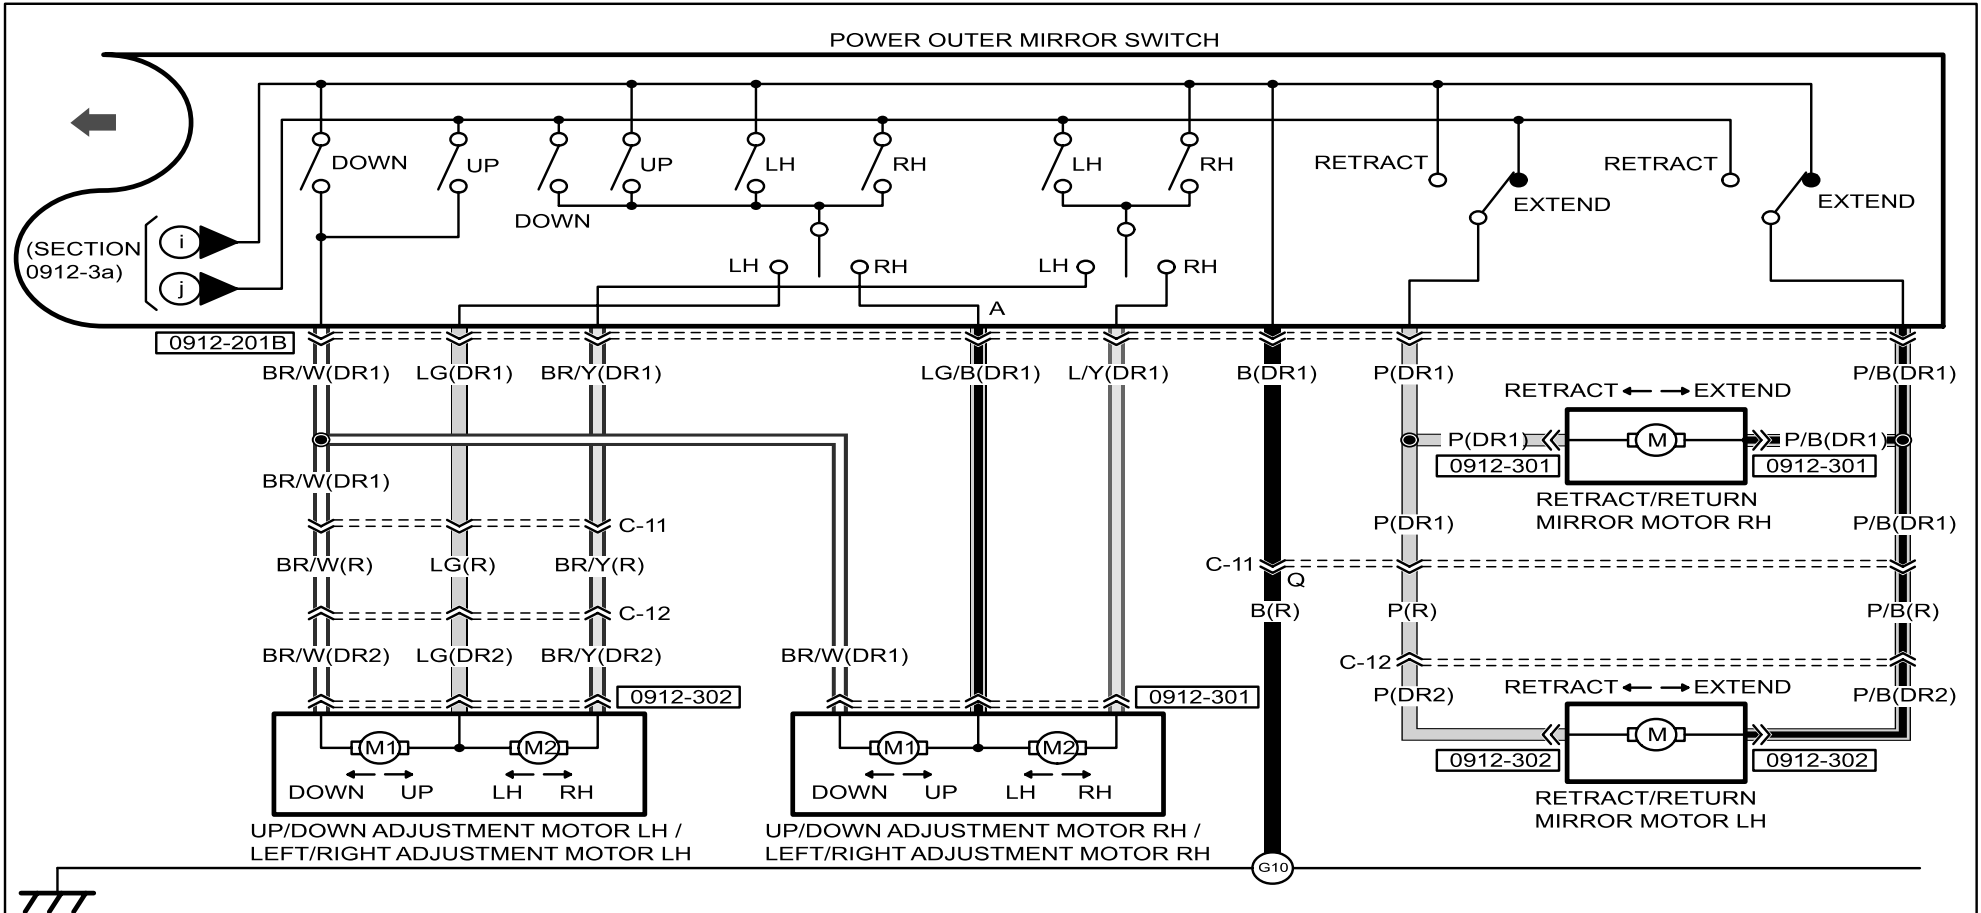 POWER OUTER MIRROR SWITCH
DOWN
UP
UP
LH
RH
LH
RH
RETRACT
RETRACT
DOWN
EXTEND
EXTEND
(SECTION
0912-3a)
i
j
LH
RH
LH
RH
A
0912-201B
BR/W(DR1)
LG(DR1)
BR/Y(DR1)
LG/B(DR1)
L/Y(DR1)
B(DR1)
P(DR1)
P/B(DR1)
RETRACT
EXTEND
P(DR1)
M
P/B(DR1)
0912-301
0912-301
BR/W(DR1)
RETRACT/RETURN
MIRROR MOTOR RH
C-11
P(DR1)
P/B(DR1)
BR/W(R)
LG(R)
BR/Y(R)
C-11
Q
C-12
B(R)
P(R)
P/B(R)
BR/W(DR2)
LG(DR2)
BR/Y(DR2)
BR/W(DR1)
C-12
0912-302
0912-301
P(DR2)
RETRACT
EXTEND
P/B(DR2)
M1
M2
M1
M2
M
0912-302
0912-302
DOWN
UP
LH
RH
DOWN
UP
LH
RH
RETRACT/RETURN
MIRROR MOTOR LH
UP/DOWN ADJUSTMENT MOTOR LH /
LEFT/RIGHT ADJUSTMENT MOTOR LH
UP/DOWN ADJUSTMENT MOTOR RH /
LEFT/RIGHT ADJUSTMENT MOTOR RH
G10